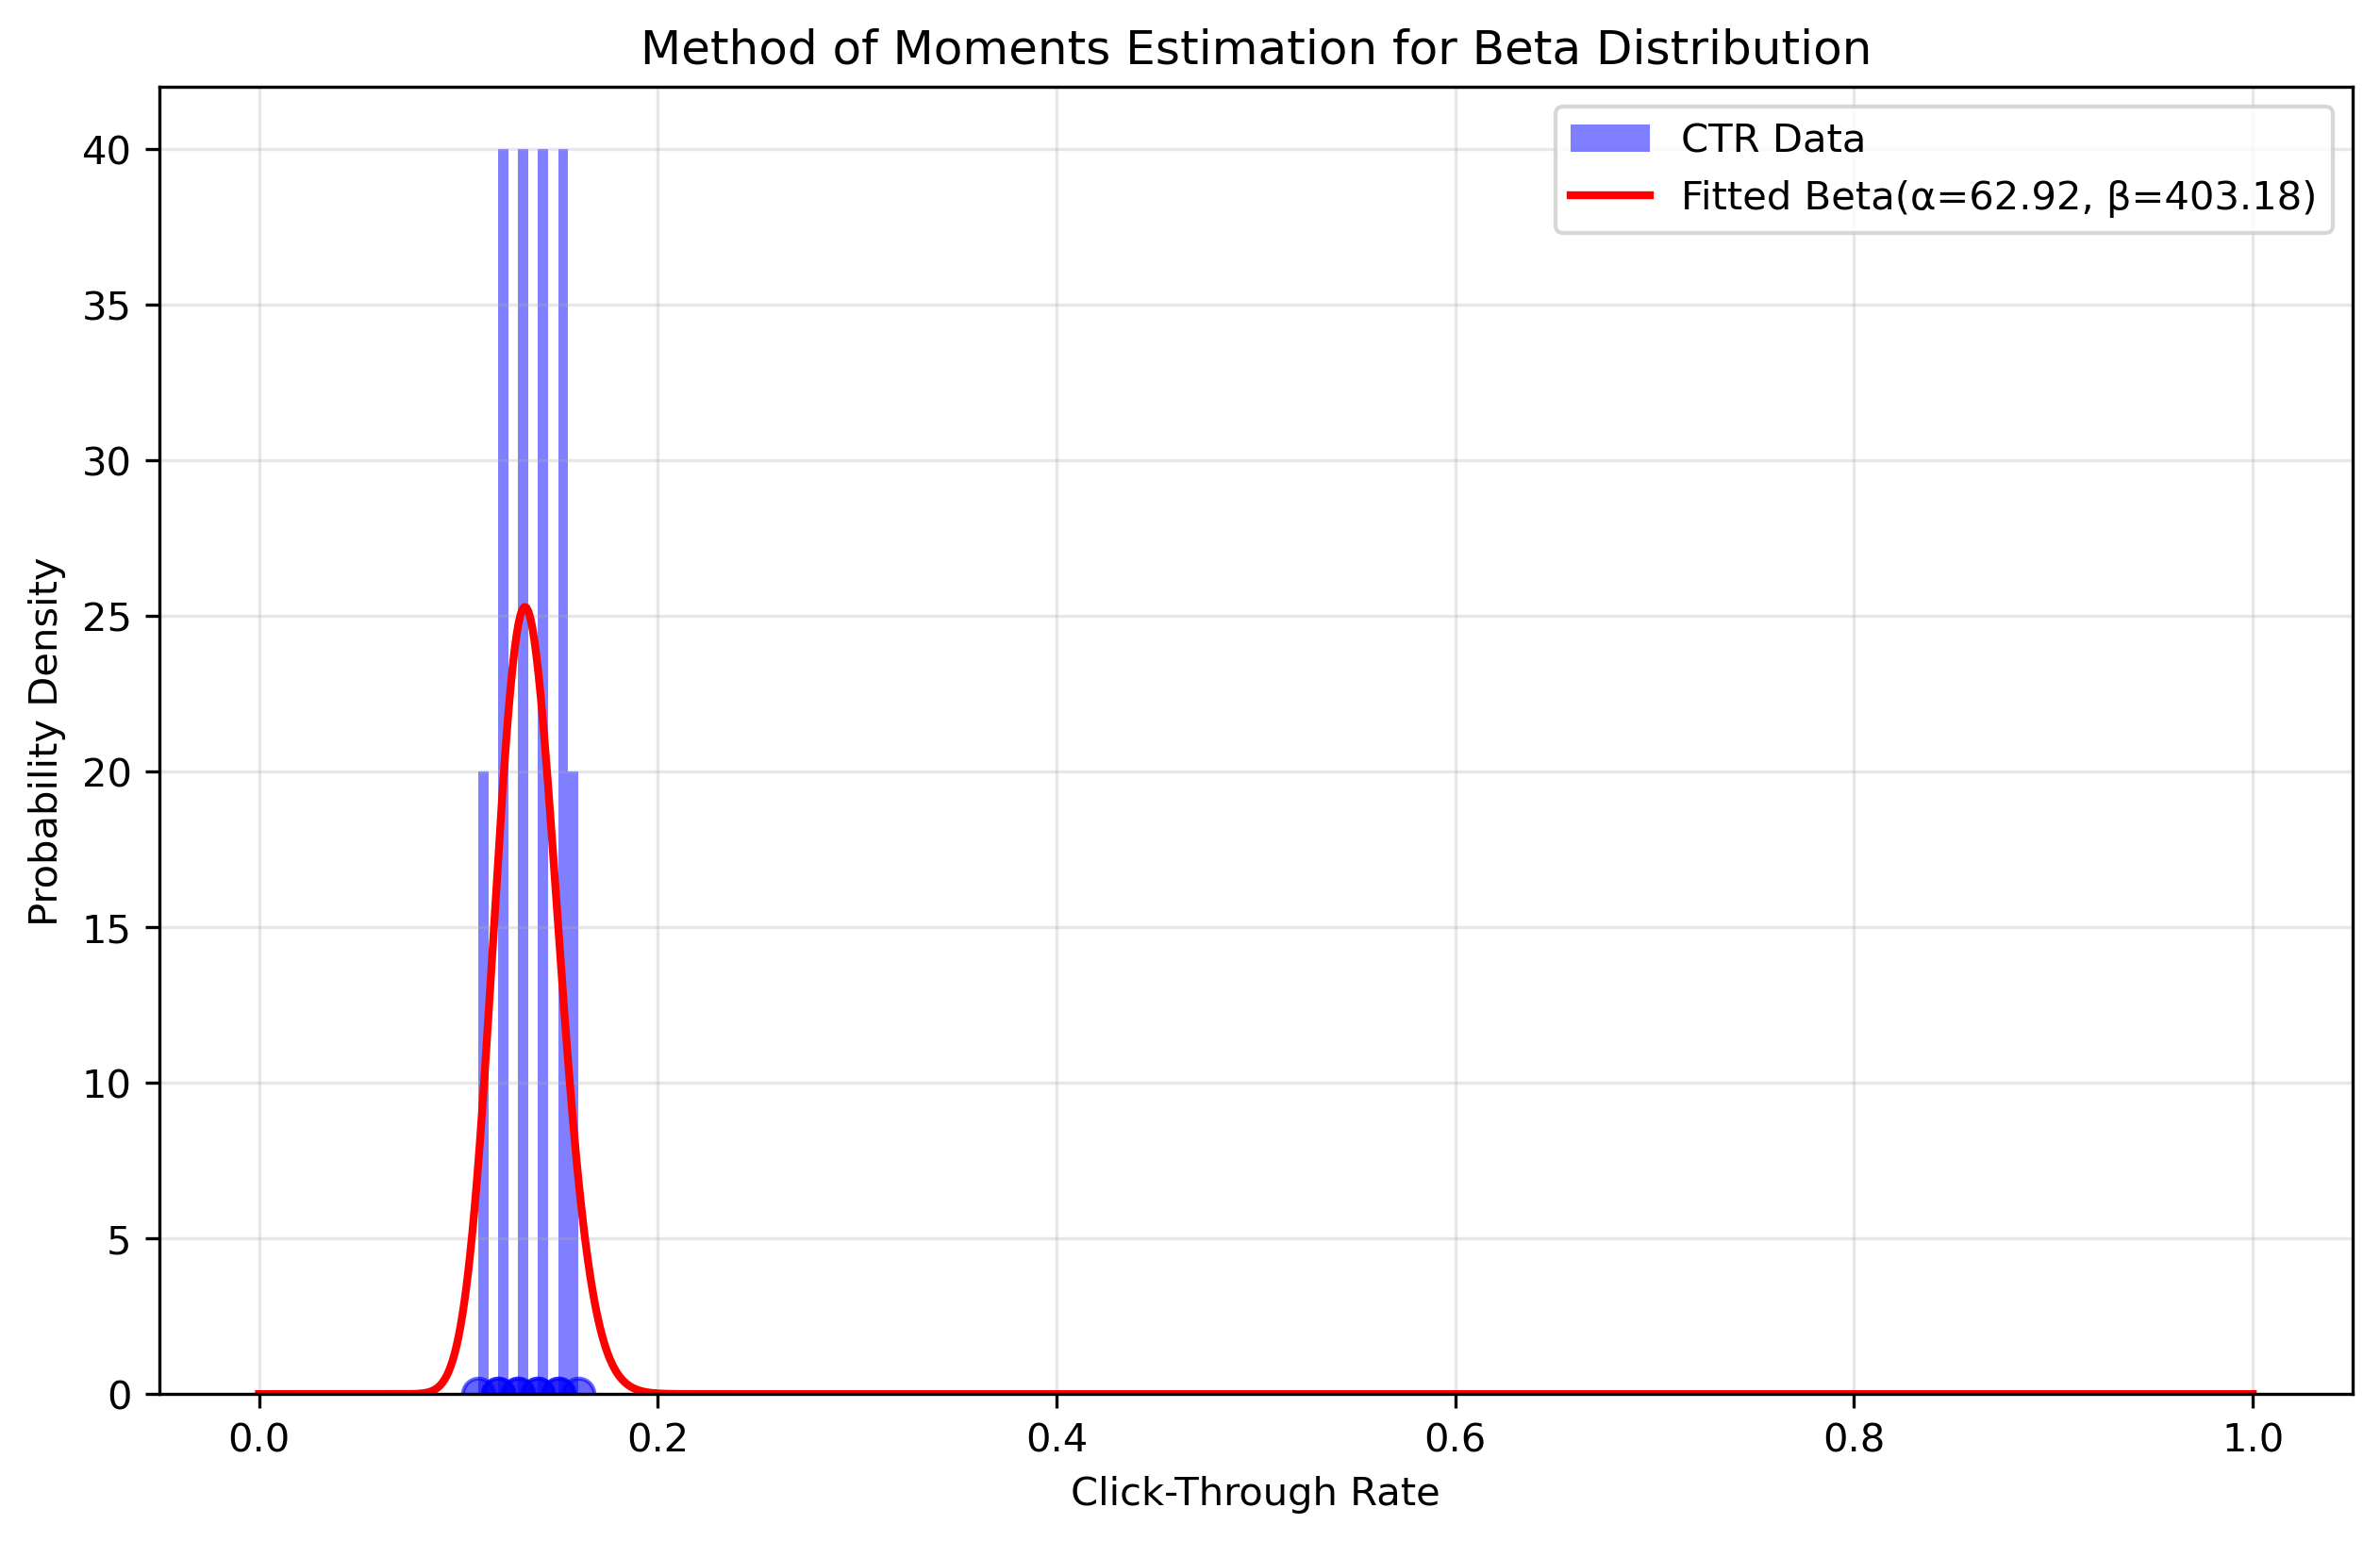 Method of Moments Estimation for Beta Distribution
CTR Data
Fitted Beta(α=62.92, β=403.18)
Probability Density
40
35
30
25
20
15
10
5
0
0.0 0.2 0.4 0.6 0.8 1.0
Click-Through Rate